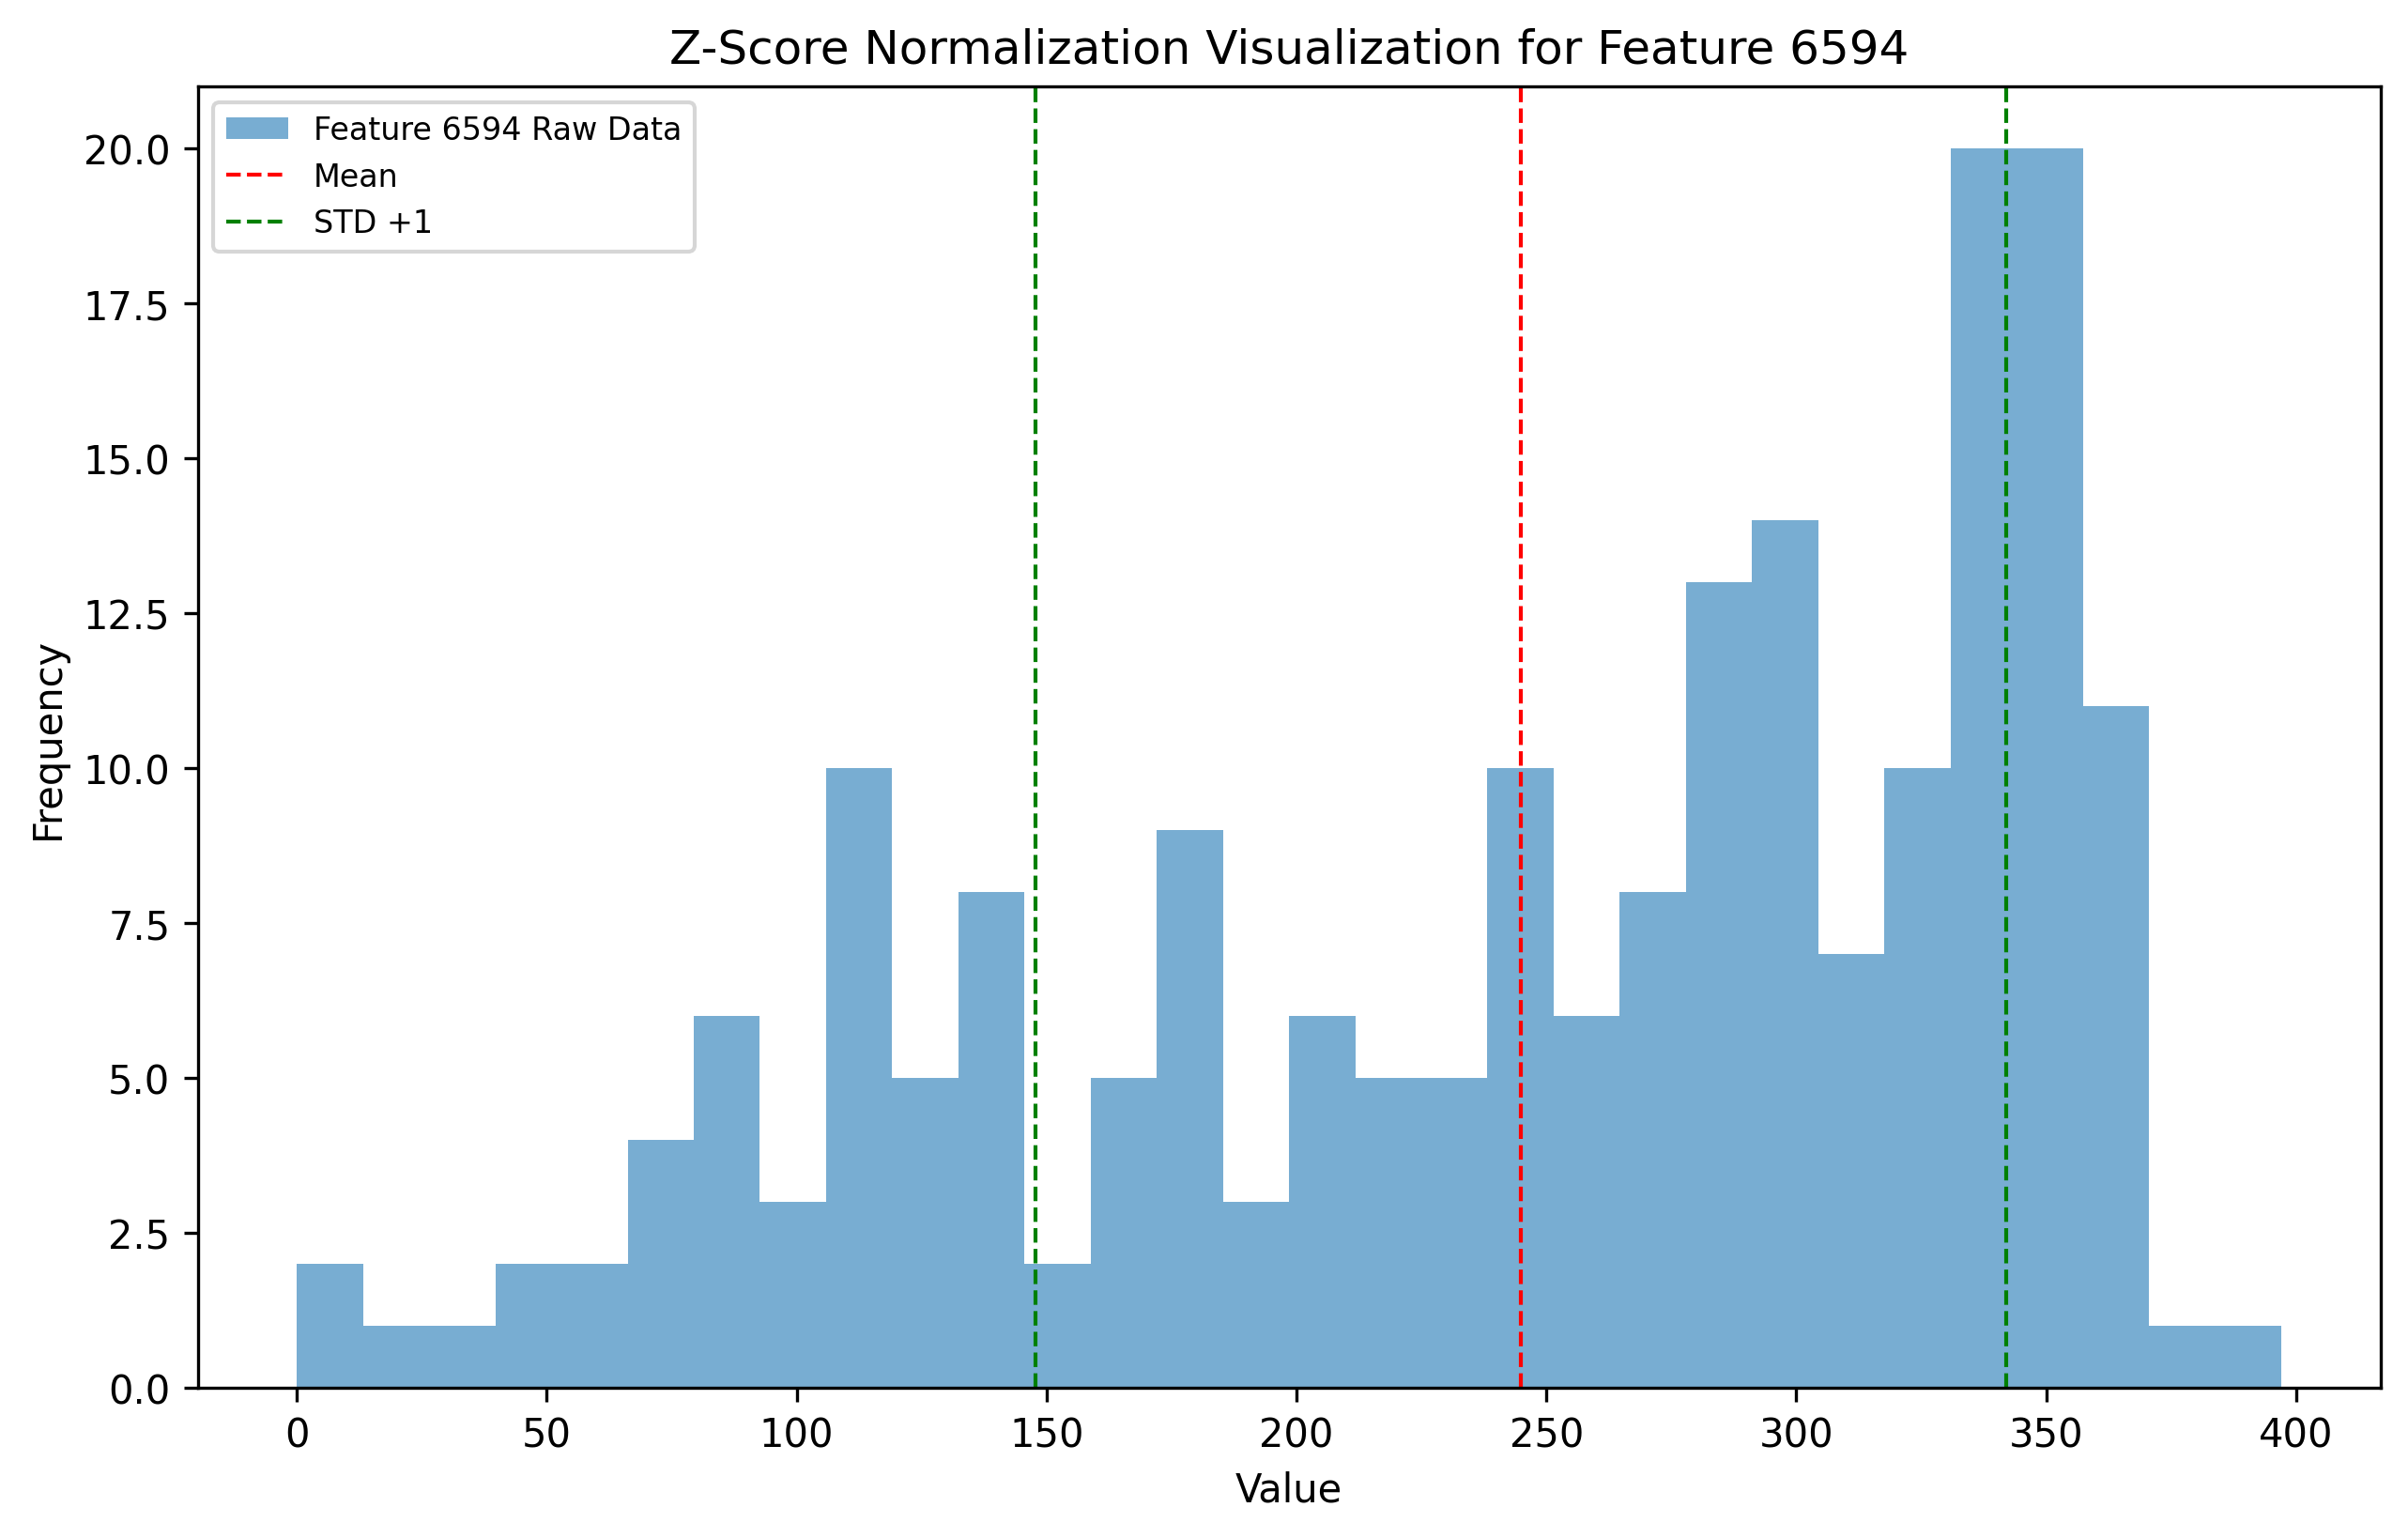 Z-Score Normalization Visualization for Feature 6594
Feature 6594 Raw Data
Mean
STD +1
Frequency
20.0
17.5
15.0
12.5
10.0
7.5
5.0
2.5
0.0
0 50 100 150 200 250 300 350 400
Value